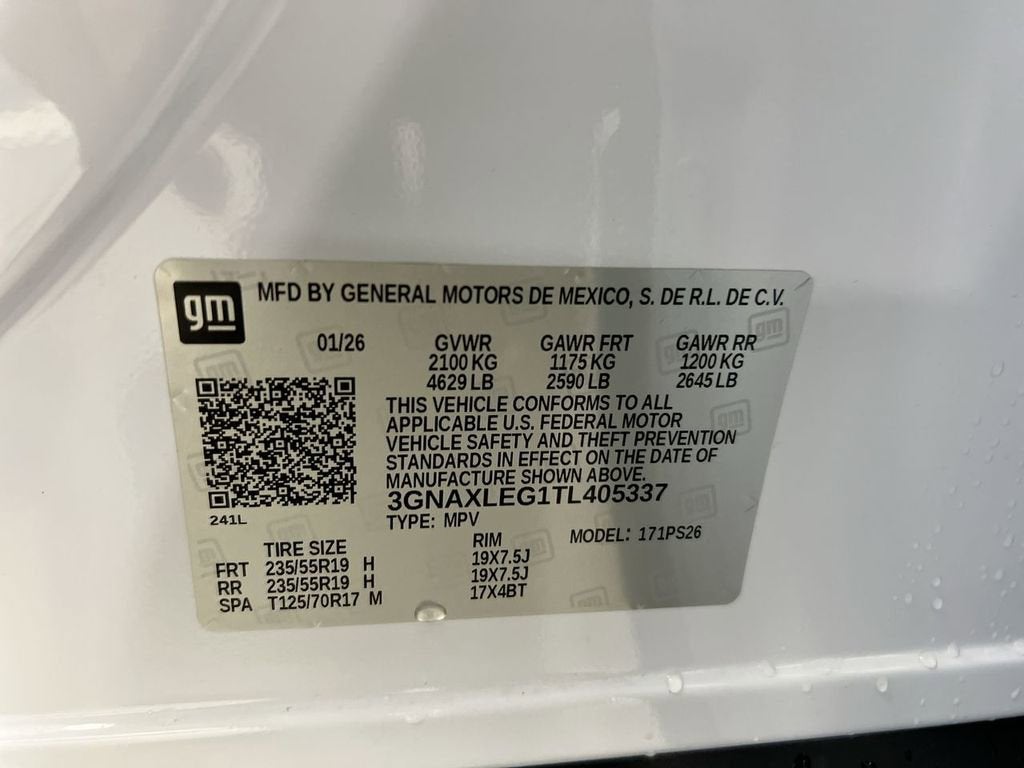 gm
MFD BY GENERAL MOTORS DE MEXICO, S. DE R.L. DE C.V.
01/26 GVWR GAWR FRT GAWR RR
2100 KG 1175 KG 1200 KG
4629 LB 2590 LB 2645 LB
THIS VEHICLE CONFORMS TO ALL
APPLICABLE U.S. FEDERAL MOTOR
VEHICLE SAFETY AND THEFT PREVENTION
STANDARDS IN EFFECT ON THE DATE OF
MANUFACTURE SHOWN ABOVE.
3GNAXLEG1TL405337
241L
TYPE: MPV
MODEL: 171PS26
TIRE SIZE RIM
FRT 235/55R19 H 19X7.5J
RR 235/55R19 H 19X7.5J
SPA T125/70R17 M 17X4BT